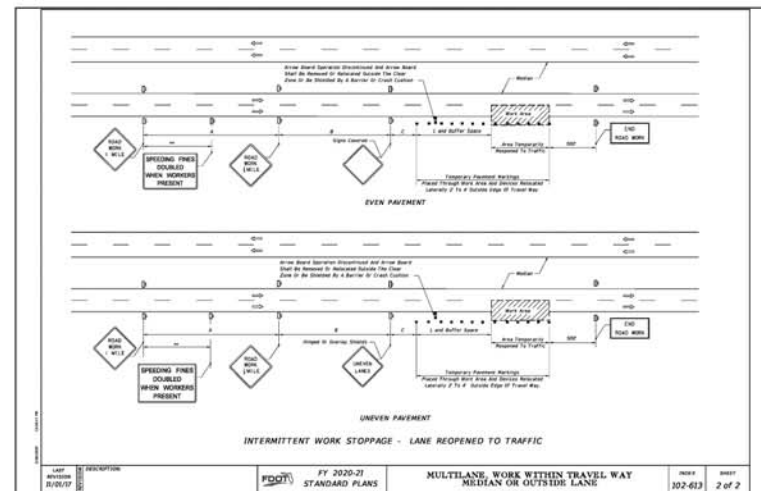 Arrow Board Operation Discontinued And Arrow Board
Shall Be Removed Or Relocated Outside The Clear
Zone Or Be Shielded By A Barrier Or Crash Cushion
Median
Work Area
A
B
C
L and Buffer Space
Signs Covered
Area Temporarily
Reopened To Traffic
500'
ROAD
WORK
1 MILE
SPEEDING FINES
DOUBLED
WHEN WORKERS
PRESENT
ROAD
WORK
MILE
END
ROAD WORK
Temporary Pavement Markings
Placed Through Work Area And Devices Relocated
Laterally 2' To 4' Outside Edge Of Travel Way
EVEN PAVEMENT
Arrow Board Operation Discontinued And Arrow Board
Shall Be Removed Or Relocated Outside The Clear
Zone Or Be Shielded By A Barrier Or Crash Cushion
Median
Work Area
A
B
C
L and Buffer Space
Hinged Or Overlay Shields
Area Temporarily
Reopened To Traffic
500'
ROAD
WORK
1 MILE
SPEEDING FINES
DOUBLED
WHEN WORKERS
PRESENT
ROAD
WORK
MILE
UNEVEN
LANES
END
ROAD WORK
Temporary Pavement Markings
Placed Through Work Area And Devices Relocated
Laterally 2' To 4' Outside Edge Of Travel Way.
UNEVEN PAVEMENT
INTERMITTENT WORK STOPPAGE - LANE REOPENED TO TRAFFIC
LAST
REVISION
11/01/17
REVISION
DESCRIPTION:
FDOT
FY 2020-21
STANDARD PLANS
MULTILANE, WORK WITHIN TRAVEL WAY
MEDIAN OR OUTSIDE LANE
INDEX
102-613
SHEET
2 of 2